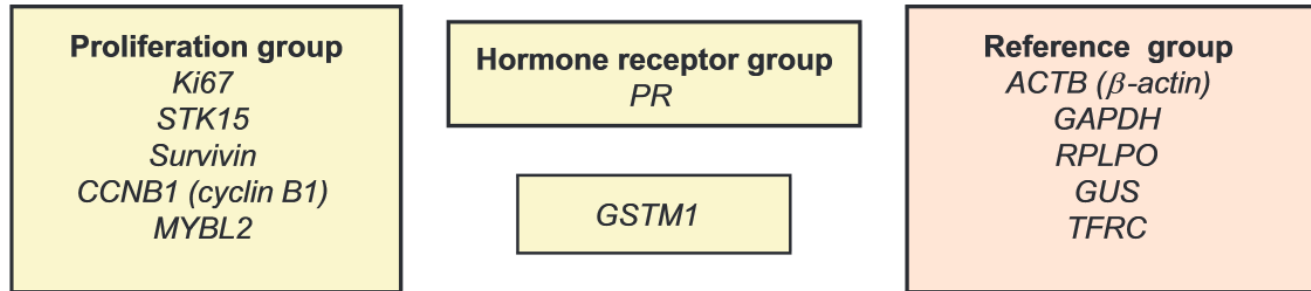 Proliferation group
Ki67
STK15
Survivin
CCNB1 (cyclin B1)
MYBL2
Hormone receptor group
PR
GSTM1
Reference group
ACTB (β-actin)
GAPDH
RPLPO
GUS
TFRC